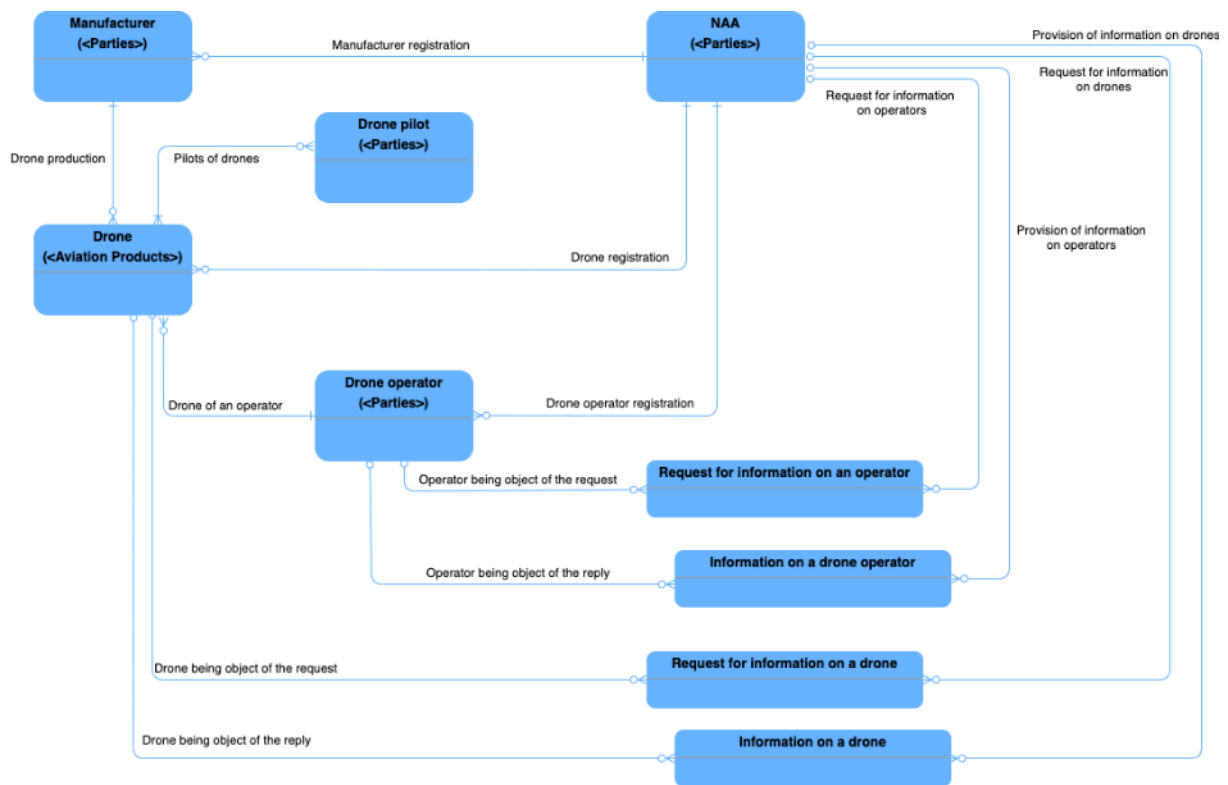 Manufacturer
(<Parties>)
Manufacturer registration
NAA
(<Parties>)
Provision of information on drones
Request for information
on drones
Request for information
on operators
Drone pilot
(<Parties>)
Drone production
Pilots of drones
Drone
(<Aviation Products>)
Drone registration
Provision of information
on operators
Drone operator
(<Parties>)
Drone of an operator
Drone operator registration
Operator being object of the request
Request for information on an operator
Operator being object of the reply
Information on a drone operator
Drone being object of the request
Request for information on a drone
Drone being object of the reply
Information on a drone